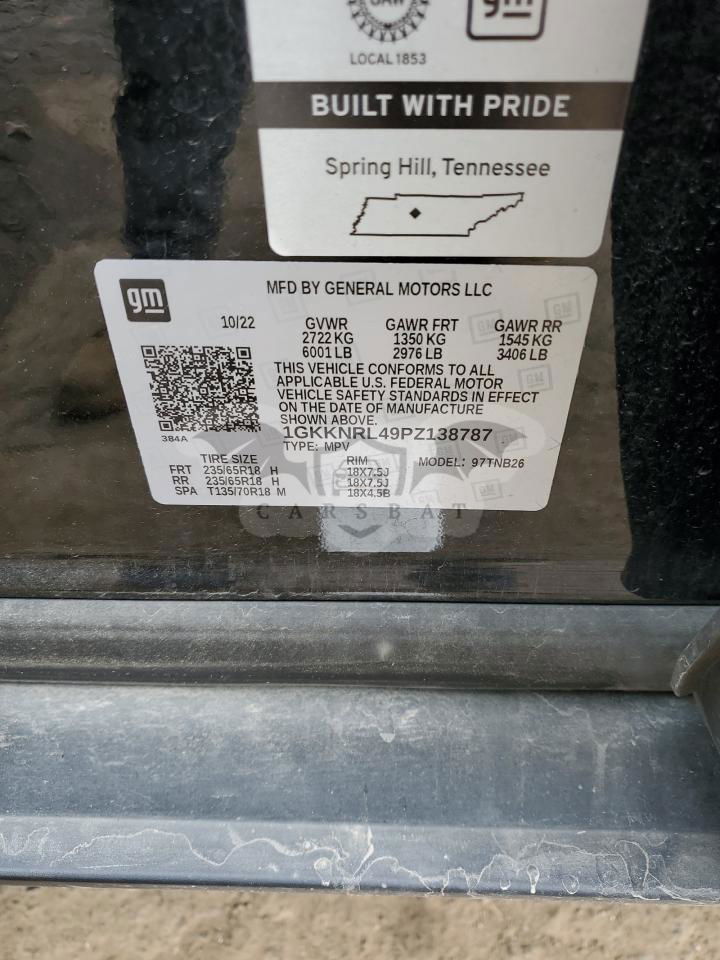 UAW
gm
LOCAL 1853
BUILT WITH PRIDE
Spring Hill, Tennessee
gm
MFD BY GENERAL MOTORS LLC
10/22 GVWR GAWR FRT GAWR RR
2722 KG 1350 KG 1545 KG
6001 LB 2976 LB 3406 LB
THIS VEHICLE CONFORMS TO ALL
APPLICABLE U.S. FEDERAL MOTOR
VEHICLE SAFETY STANDARDS IN EFFECT
ON THE DATE OF MANUFACTURE
SHOWN ABOVE.
384A
1GKKNRL49PZ138787
TYPE: MPV
TIRE SIZE RIM MODEL: 97TNB26
FRT 235/65R18 H 18X7.5J
RR 235/65R18 H 18X7.5J
SPA T135/70R18 M 18X4.5B
CARSBAT